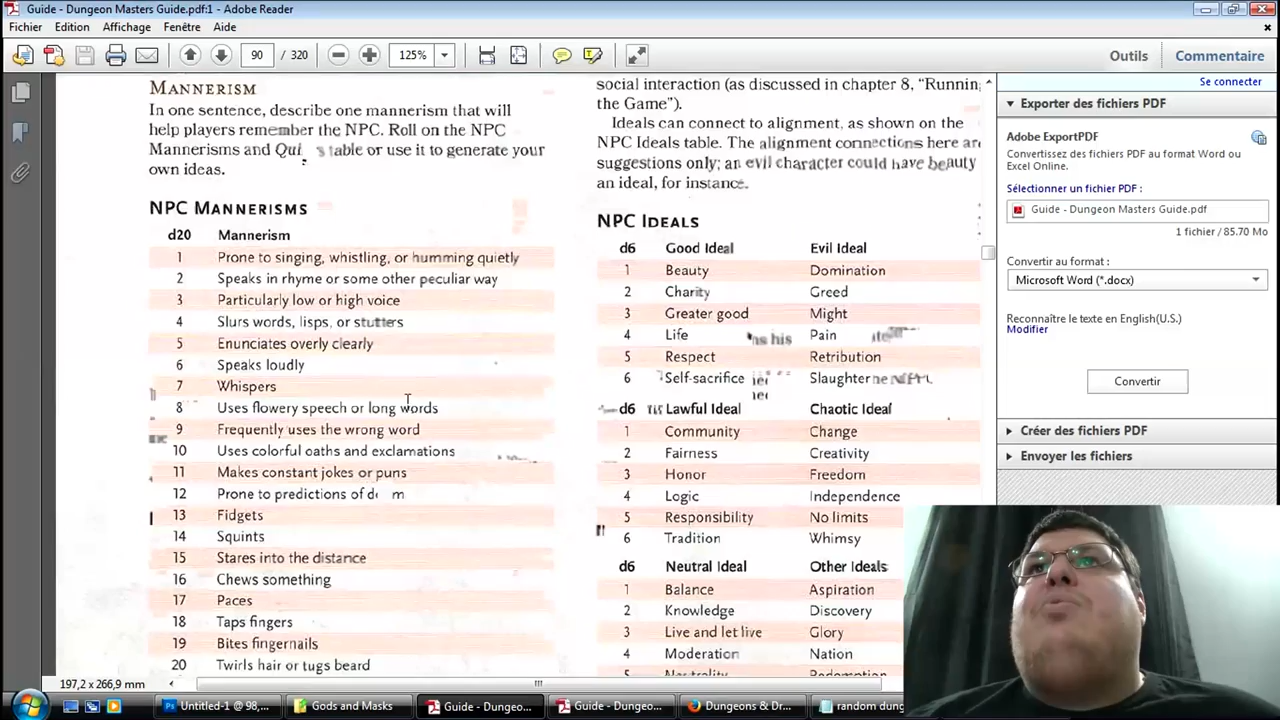 Guide - Dungeon Masters Guide.pdf:1 - Adobe Reader
Fichier Edition Affichage Fenêtre Aide
90 / 320 125% Outils Commentaire
Se connecter
Exporter des fichiers PDF
Adobe ExportPDF
Convertissez des fichiers PDF au format Word ou
Excel Online.
Sélectionner un fichier PDF :
Guide - Dungeon Masters Guide.pdf
1 fichier / 85.70 Mo
Convertir au format :
Microsoft Word (*.docx)
Reconnaître le texte en English(U.S.)
Modifier
Convertir
Créer des fichiers PDF
Envoyer les fichiers
MANNERISM
In one sentence, describe one mannerism that will
help players remember the NPC. Roll on the NPC
Mannerisms and table or use it to generate your
own ideas.
NPC MANNERISMS
d20 Mannerism
1 Prone to singing, whistling, or humming quietly
2 Speaks in rhyme or some other peculiar way
3 Particularly low or high voice
4 Slurs words, lisps, or stutters
5 Enunciates overly clearly
6 Speaks loudly
7 Whispers
8 Uses flowery speech or long words
9 Frequently uses the wrong word
10 Uses colorful oaths and exclamations
11 Makes constant jokes or puns
12 Prone to predictions of
13 Fidgets
14 Squints
15 Stares into the distance
16 Chews something
17 Paces
18 Taps fingers
19 Bites fingernails
20 Twirls hair or tugs beard
social interaction (as discussed in chapter 8, “Running
the Game”).
Ideals can connect to alignment, as shown on the
NPC Ideals table. The alignment connections here are
suggestions only; an evil character could have beauty
an ideal, for instance.
NPC IDEALS
d6 Good Ideal Evil Ideal
1 Beauty Domination
2 Charity Greed
3 Greater good Might
4 Life Pain
5 Respect Retribution
6 Self-sacrifice Slaughter
d6 Lawful Ideal Chaotic Ideal
1 Community Change
2 Fairness Creativity
3 Honor Freedom
4 Logic Independence
5 Responsibility No limits
6 Tradition Whimsy
d6 Neutral Ideal Other Ideals
1 Balance Aspiration
2 Knowledge Discovery
3 Live and let live Glory
4 Moderation Nation
5 Neutrality Redemption
197,2 x 266,9 mm
Untitled-1 @ 98,... Gods and Masks Guide - Dungeo... Guide - Dungeo... Dungeons & Dr... random dun